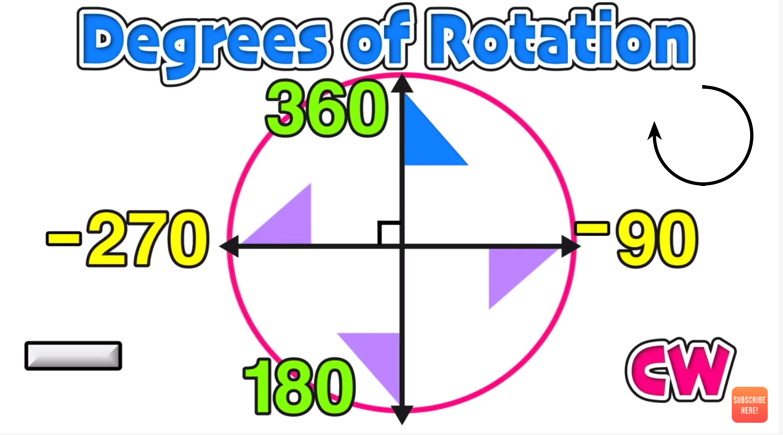 Degrees of Rotation
360
-270
-90
180
CW
SUBSCRIBE
HERE!